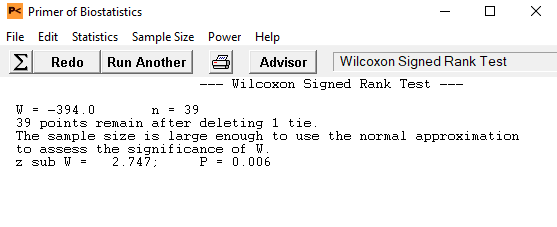 P< Primer of Biostatistics
File Edit Statistics Sample Size Power Help
Σ Redo Run Another Advisor Wilcoxon Signed Rank Test
--- Wilcoxon Signed Rank Test ---
W = -394.0 n = 39
39 points remain after deleting 1 tie.
The sample size is large enough to use the normal approximation
to assess the significance of W.
z sub W = 2.747; P = 0.006